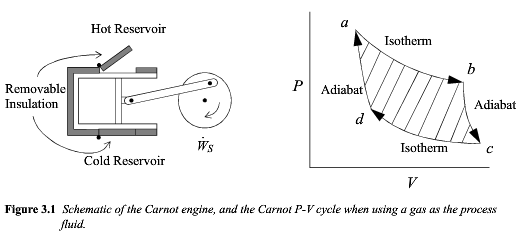 Hot Reservoir
Removable
Insulation
Cold Reservoir
Ẇs
a
Isotherm
b
P
Adiabat
Adiabat
d
Isotherm
c
V
Figure 3.1 Schematic of the Carnot engine, and the Carnot P-V cycle when using a gas as the process
fluid.